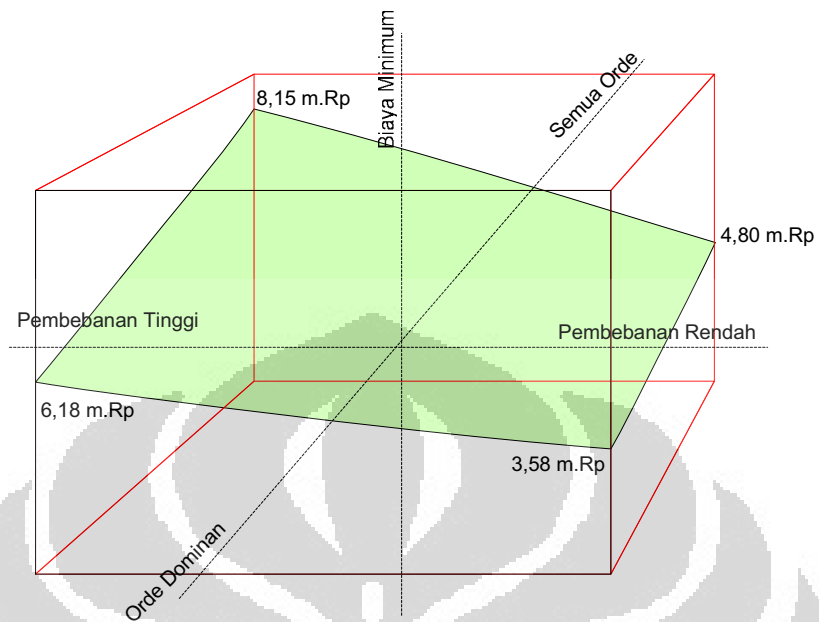 Biaya Minimum
Semua Orde
8,15 m.Rp
4,80 m.Rp
Pembebanan Tinggi
Pembebanan Rendah
6,18 m.Rp
3,58 m.Rp
Orde Dominan